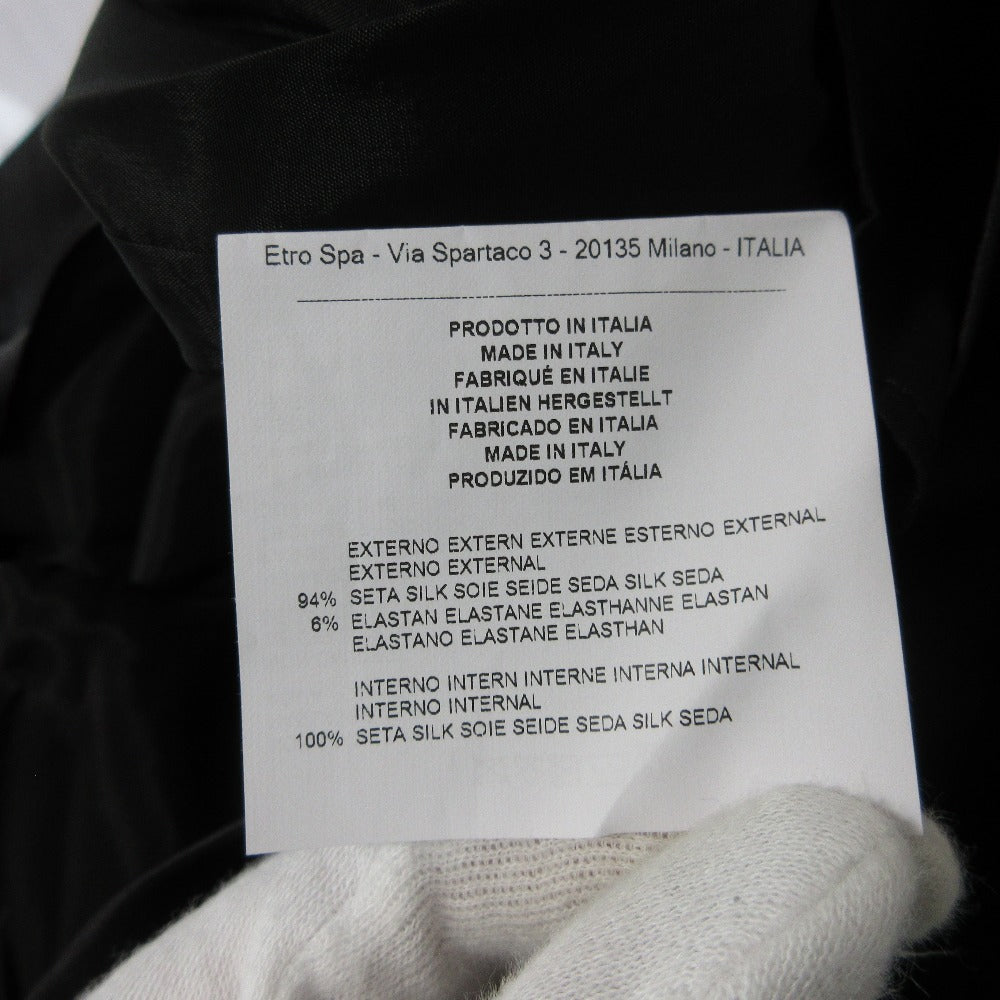 Etro Spa - Via Spartaco 3 - 20135 Milano - ITALIA
PRODOTTO IN ITALIA
MADE IN ITALY
FABRIQUÉ EN ITALIE
IN ITALIEN HERGESTELLT
FABRICADO EN ITALIA
MADE IN ITALY
PRODUZIDO EM ITÁLIA
EXTERNO EXTERN EXTERNE ESTERNO EXTERNAL
EXTERNO EXTERNAL
94% SETA SILK SOIE SEIDE SEDA SILK SEDA
6% ELASTAN ELASTANE ELASTHANNE ELASTAN
ELASTANO ELASTANE ELASTHAN
INTERNO INTERN INTERNE INTERNA INTERNAL
INTERNO INTERNAL
100% SETA SILK SOIE SEIDE SEDA SILK SEDA